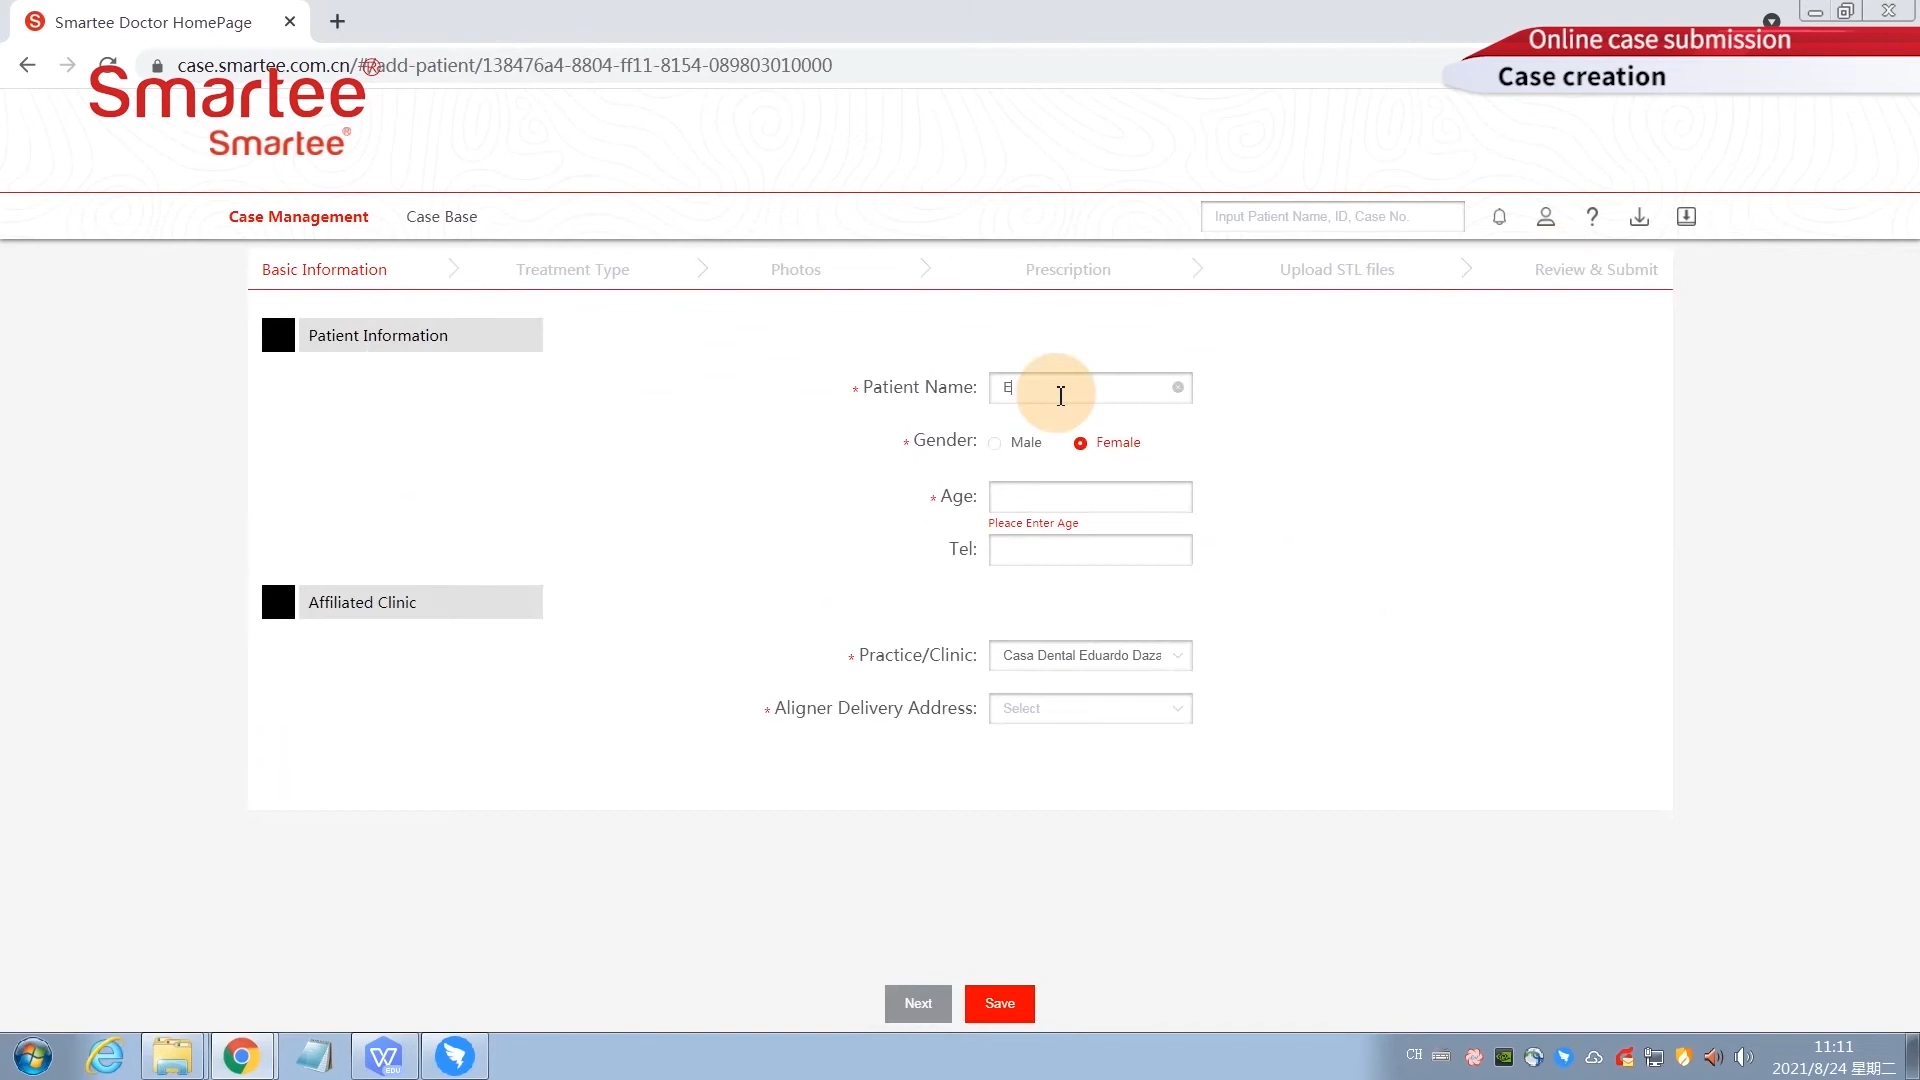 Smartee Doctor HomePage
Online case submission
case.smartee.com.cn/#/add-patient/138476a4-8804-ff11-8154-089803010000
Case creation
Smartee®
Smartee®
Case Management
Case Base
Input Patient Name, ID, Case No.
Basic Information
Treatment Type
Photos
Prescription
Upload STL files
Review & Submit
Patient Information
* Patient Name: E
* Gender: Male Female
* Age:
Pleace Enter Age
Tel:
Affiliated Clinic
* Practice/Clinic: Casa Dental Eduardo Daza
* Aligner Delivery Address: Select
Next
Save
EDU
CH
11:11
2021/8/24 星期二